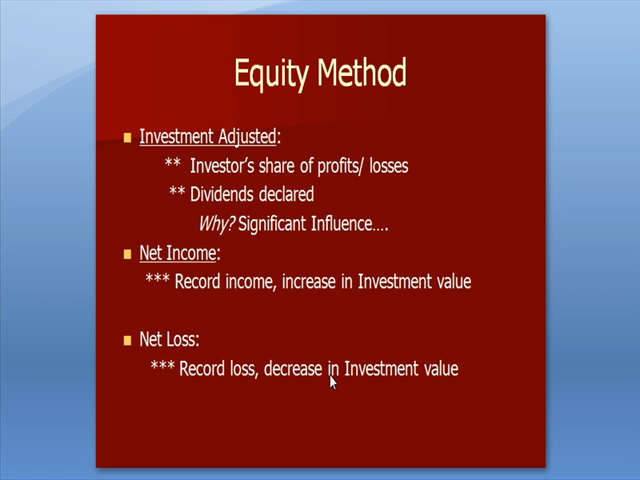 Equity Method
Investment Adjusted:
** Investor's share of profits/ losses
** Dividends declared
Why? Significant Influence….
Net Income:
*** Record income, increase in Investment value
Net Loss:
*** Record loss, decrease in Investment value